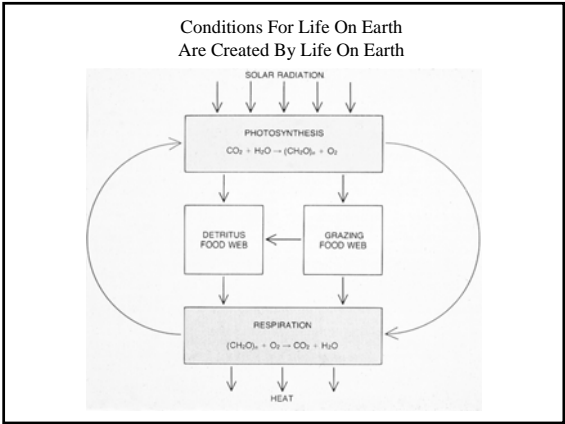 Conditions For Life On Earth
Are Created By Life On Earth
SOLAR RADIATION
PHOTOSYNTHESIS
CO₂ + H₂O → (CH₂O)ₙ + O₂
DETRITUS
FOOD WEB
GRAZING
FOOD WEB
RESPIRATION
(CH₂O)ₙ + O₂ → CO₂ + H₂O
HEAT